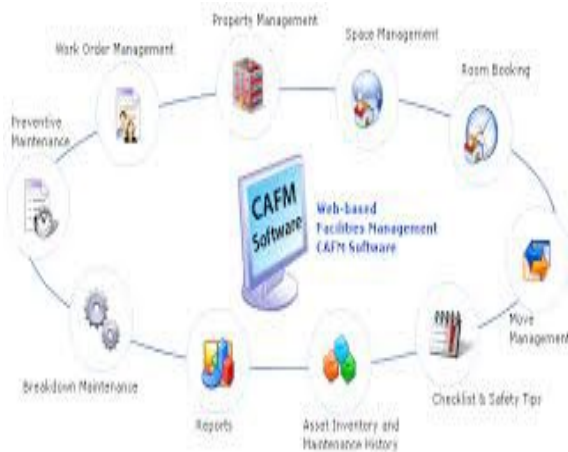 Property Management
Work Order Management
Space Management
Room Booking
Preventive
Maintenance
CAFM
Software
Web-based
Facilities Management
CAFM Software
Move
Management
Breakdown Maintenance
Reports
Asset Inventory and
Maintenance History
Checklist & Safety Tips